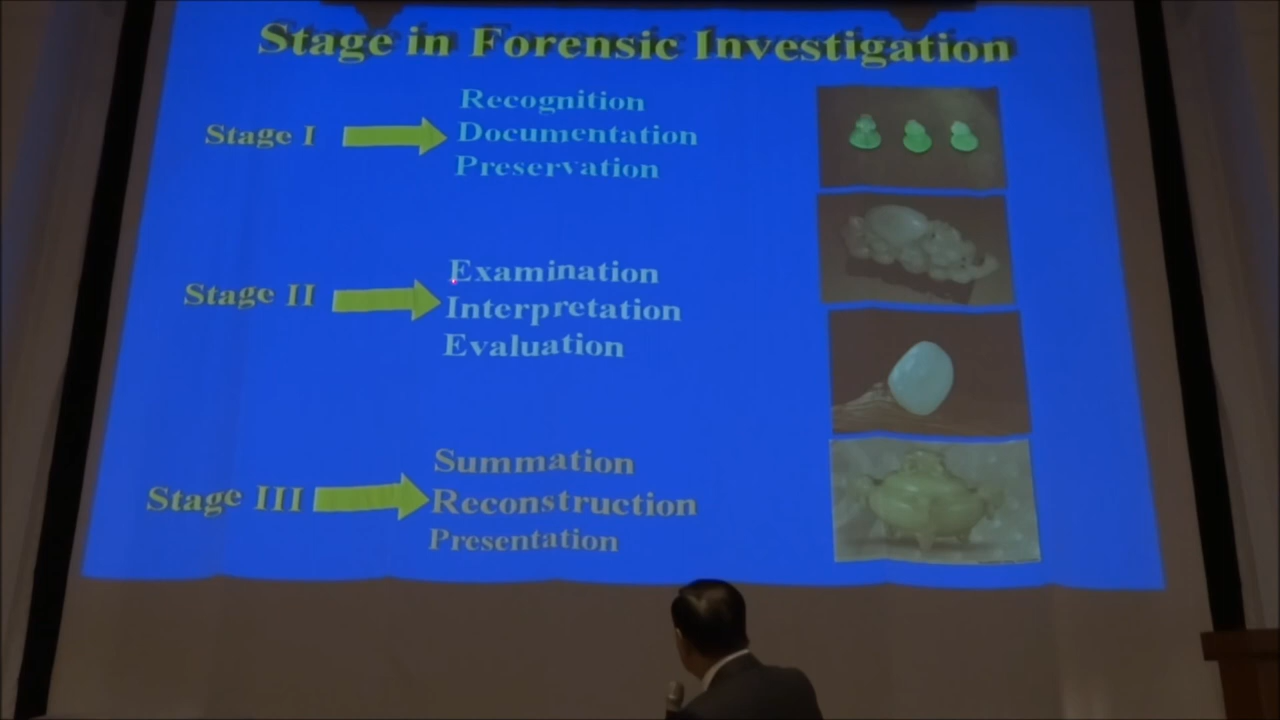 Stage in Forensic Investigation
Stage I
Recognition
Documentation
Preservation
Stage II
Examination
Interpretation
Evaluation
Stage III
Summation
Reconstruction
Presentation